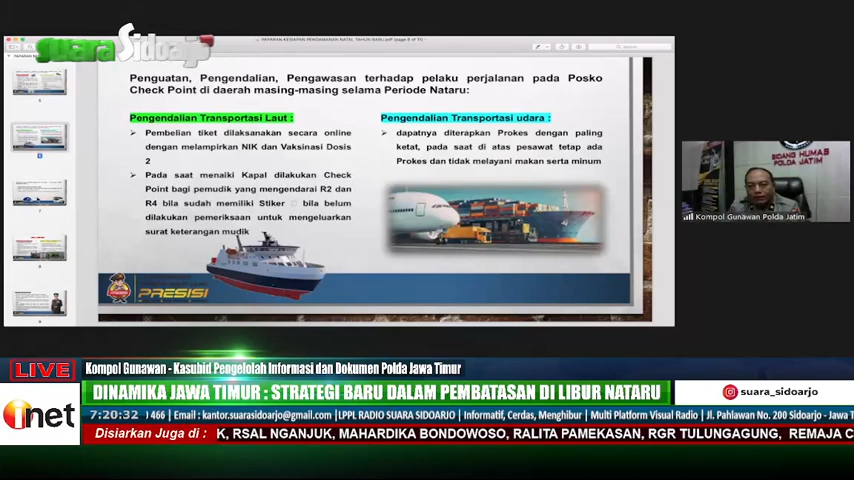 suara Sidoarjo
PAPARAN KESIAPAN PENGAMANAN NATAL TAHUN BARU.pdf (page 6 of 11)
Penguatan, Pengendalian, Pengawasan terhadap pelaku perjalanan pada Posko
Check Point di daerah masing-masing selama Periode Nataru:
Pengendalian Transportasi Laut :
➢ Pembelian tiket dilaksanakan secara online
dengan melampirkan NIK dan Vaksinasi Dosis
2
➢ Pada saat menaiki Kapal dilakukan Check
Point bagi pemudik yang mengendarai R2 dan
R4 bila sudah memiliki Stiker □ bila belum
dilakukan pemeriksaan untuk mengeluarkan
surat keterangan mudik
Pengendalian Transportasi udara :
➢ dapatnya diterapkan Prokes dengan paling
ketat, pada saat di atas pesawat tetap ada
Prokes dan tidak melayani makan serta minum
PRESISI
BIDANG HUMAS
POLDA JATIM
Kompol Gunawan Polda Jatim
LIVE
Kompol Gunawan - Kasubid Pengelolah Informasi dan Dokumen Polda Jawa Timur
DINAMIKA JAWA TIMUR : STRATEGI BARU DALAM PEMBATASAN DI LIBUR NATARU
suara_sidoarjo
inet
7:20:32 466 | Email : kantor.suarasidoarjo@gmail.com |LPPL RADIO SUARA SIDOARJO | Informatif, Cerdas, Menghibur | Multi Platform Visual Radio | Jl. Pahlawan No. 200 Sidoarjo - Jawa T
Disiarkan Juga di : K, RSAL NGANJUK, MAHARDIKA BONDOWOSO, RALITA PAMEKASAN, RGR TULUNGAGUNG, REMAJA C